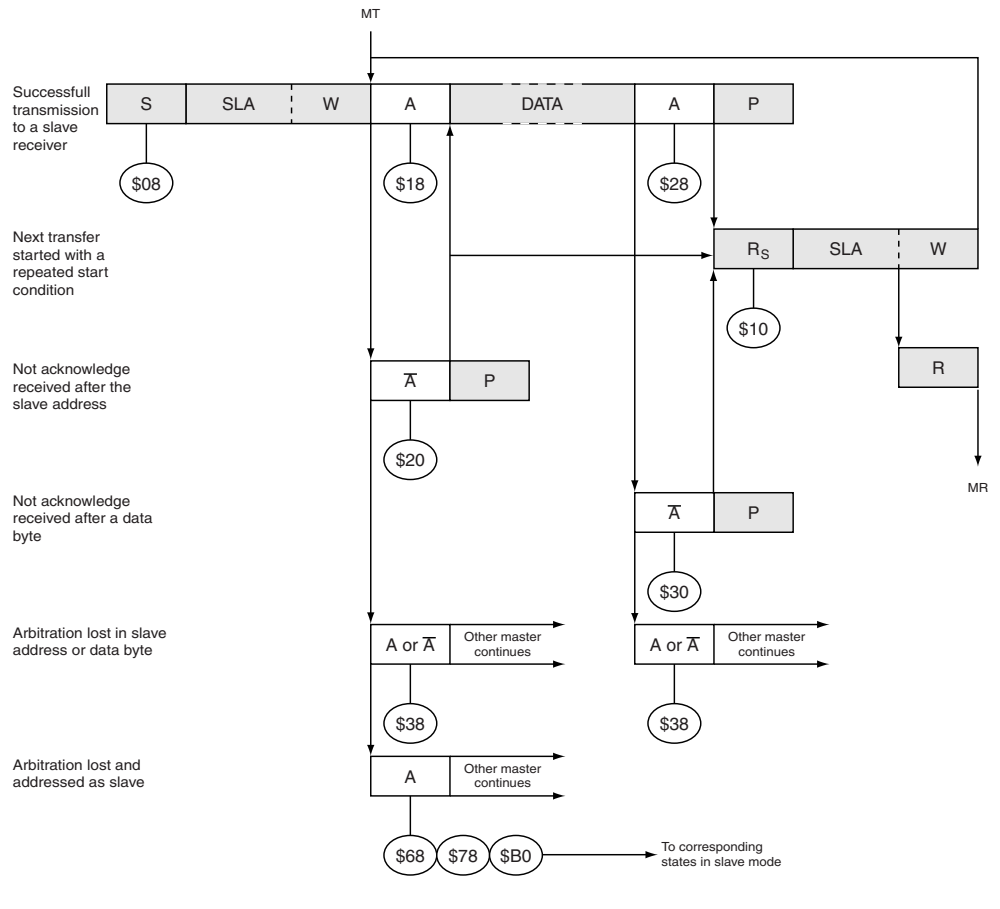 MT
Successfull
transmission
to a slave
receiver
S SLA W A DATA A P
$08 $18 $28
Next transfer
started with a
repeated start
condition
RS SLA W
$10
Not acknowledge
received after the
slave address
A̅ P
R
$20
MR
Not acknowledge
received after a data
byte
A̅ P
$30
Arbitration lost in slave
address or data byte
A or A̅
Other master
continues
A or A̅
Other master
continues
$38 $38
Arbitration lost and
addressed as slave
A
Other master
continues
$68 $78 $B0
To corresponding
states in slave mode